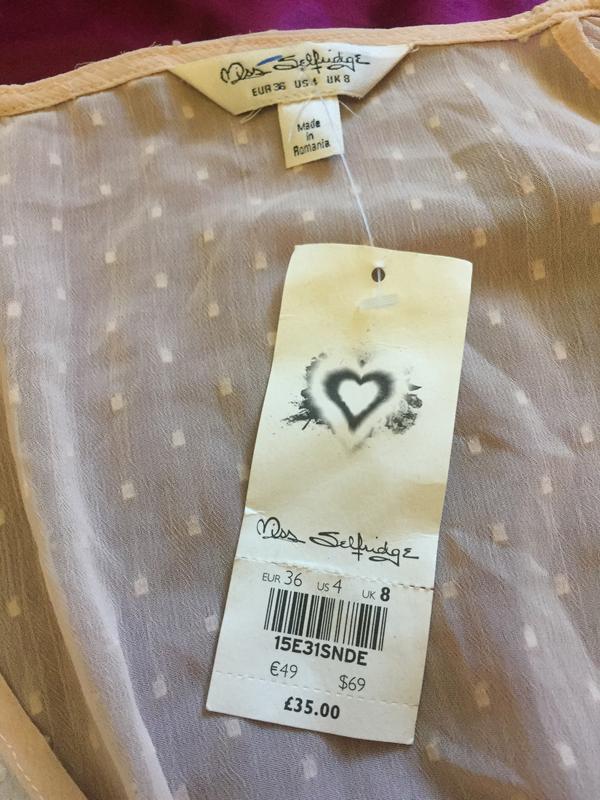 Miss Selfridge
EUR 36 US 4 UK 8
Made
in
Romania
Miss Selfridge
EUR 36 US 4 UK 8
15E31SNDE
€49 $69
£35.00